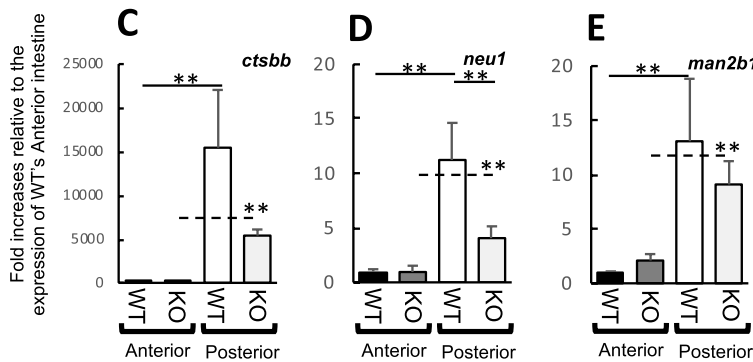 C
D
E
Fold increases relative to the
expression of WT's Anterior intestine
ctsbb
neu1
man2b1
25000
20000
15000
10000
5000
0
**
**
WT
KO
WT
KO
Anterior
Posterior
20
15
10
5
0
**
**
**
WT
KO
WT
KO
Anterior
Posterior
20
15
10
5
0
**
**
WT
KO
WT
KO
Anterior
Posterior